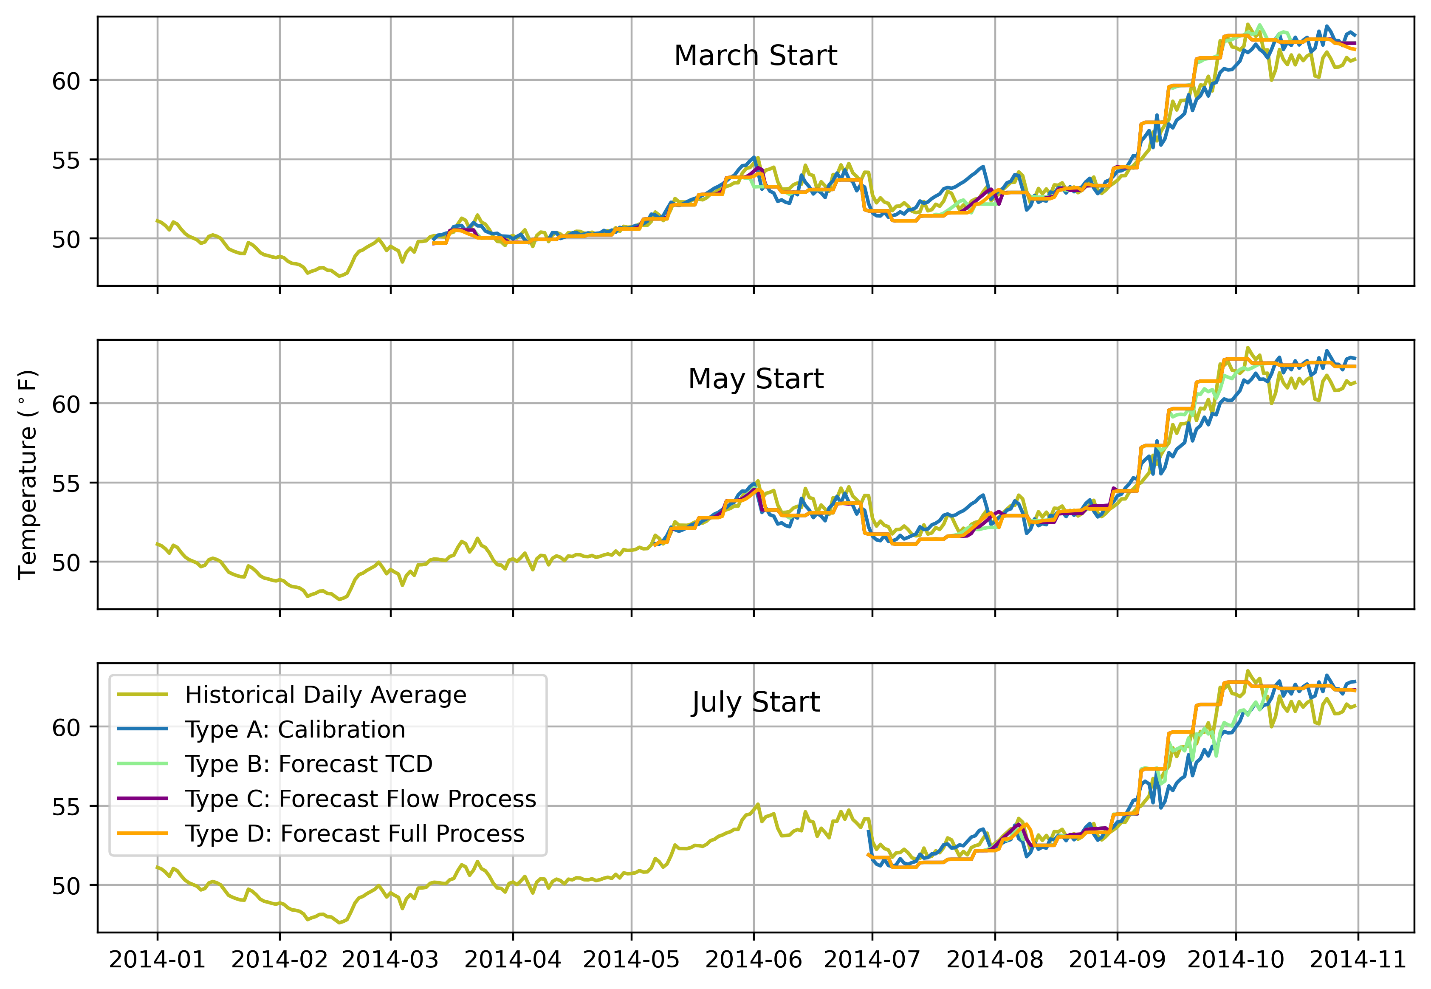 March Start
60
55
50
May Start
60
55
50
Temperature (°F)
July Start
Historical Daily Average
Type A: Calibration
Type B: Forecast TCD
Type C: Forecast Flow Process
Type D: Forecast Full Process
60
55
50
2014-01 2014-02 2014-03 2014-04 2014-05 2014-06 2014-07 2014-08 2014-09 2014-10 2014-11